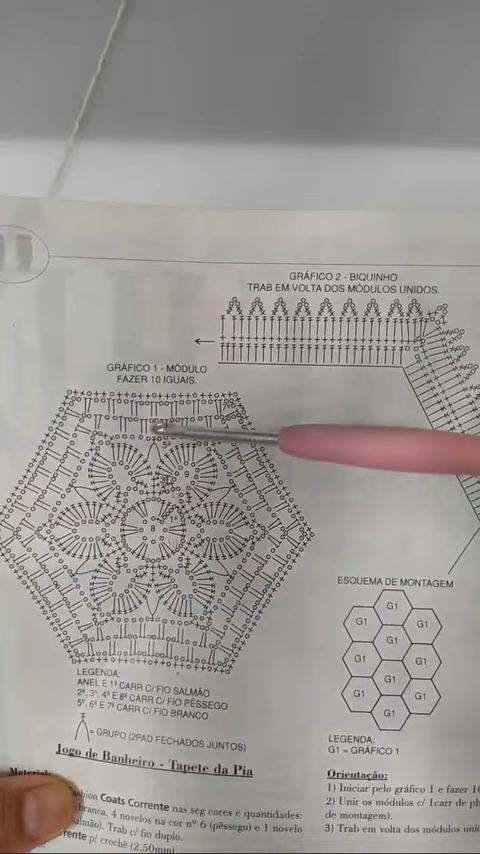 GRÁFICO 2 - BIQUINHO
TRAB EM VOLTA DOS MÓDULOS UNIDOS.
GRÁFICO 1 - MÓDULO
FAZER 10 IGUAIS.
5ª
9
1ª
8
LEGENDA:
ANEL E 1ª CARR C/ FIO SALMÃO
2ª, 3ª, 4ª E 8ª CARR C/ FIO PÊSSEGO
5ª, 6ª E 7ª CARR C/ FIO BRANCO
= GRUPO (2PAD FECHADOS JUNTOS)
ESQUEMA DE MONTAGEM
G1
G1
G1
G1
G1
G1
G1
G1
G1
G1
LEGENDA:
G1 = GRÁFICO 1
Jogo de Banheiro - Tapete da Pia
Coats Corrente nas seg cores e quantidades:
branca, 4 novelos na cor nº 6 (pêssego) e 1 novelo
Trab c/ fio duplo.
p/ crochê (2,50mm)
Orientação:
1) Iniciar pelo gráfico 1 e fazer
2) Unir os módulos c/ 1carr de
de montagem).
3) Trab em volta dos módulos